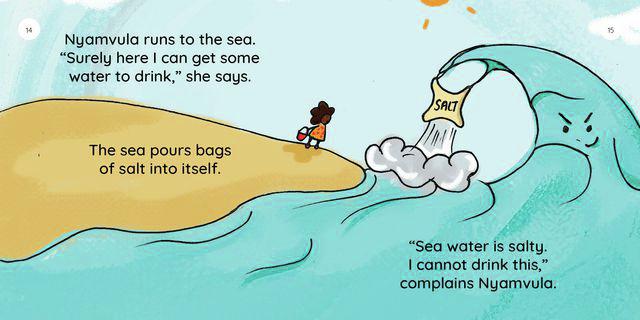 14
Nyamvula runs to the sea.
“Surely here I can get some
water to drink,” she says.
The sea pours bags
of salt into itself.
SALT
15
“Sea water is salty.
I cannot drink this,”
complains Nyamvula.